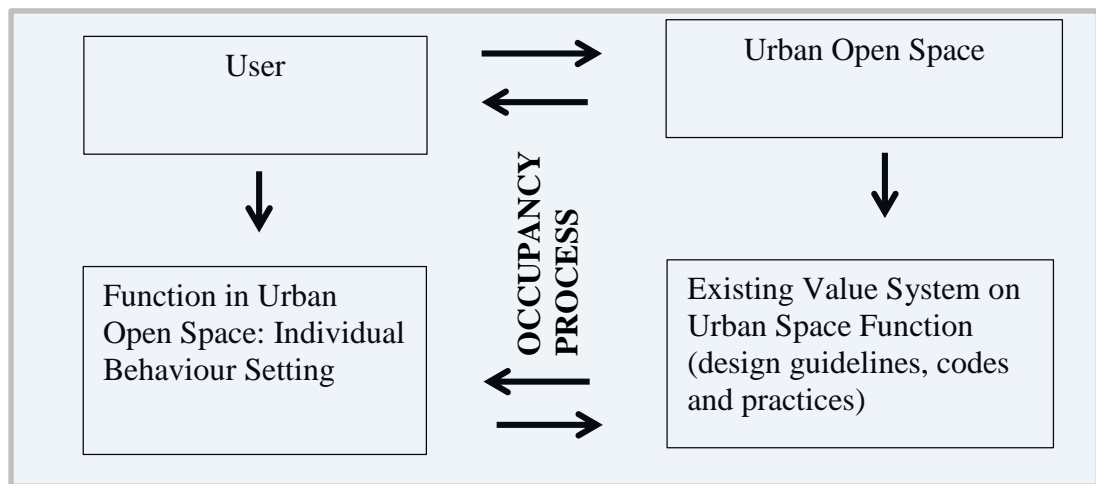 User
Urban Open Space
OCCUPANCY
PROCESS
Function in Urban
Open Space: Individual
Behaviour Setting
Existing Value System on
Urban Space Function
(design guidelines, codes
and practices)